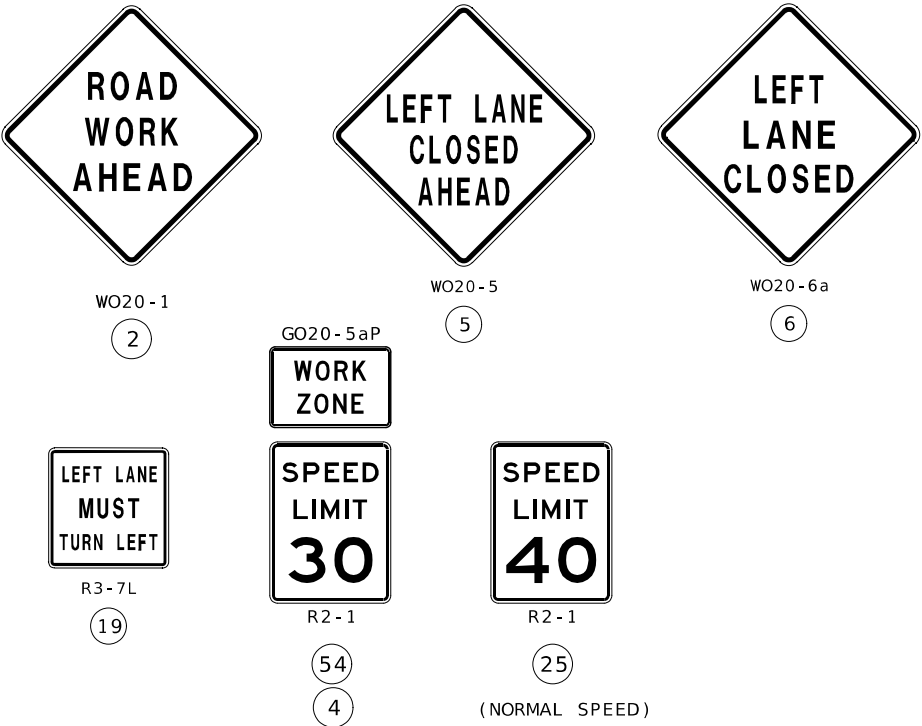 ROAD
WORK
AHEAD
WO20-1
2
LEFT LANE
CLOSED
AHEAD
WO20-5
5
LEFT
LANE
CLOSED
WO20-6a
6
LEFT LANE
MUST
TURN LEFT
R3-7L
19
GO20-5aP
WORK
ZONE
SPEED
LIMIT
30
R2-1
54
4
SPEED
LIMIT
40
R2-1
25
(NORMAL SPEED)